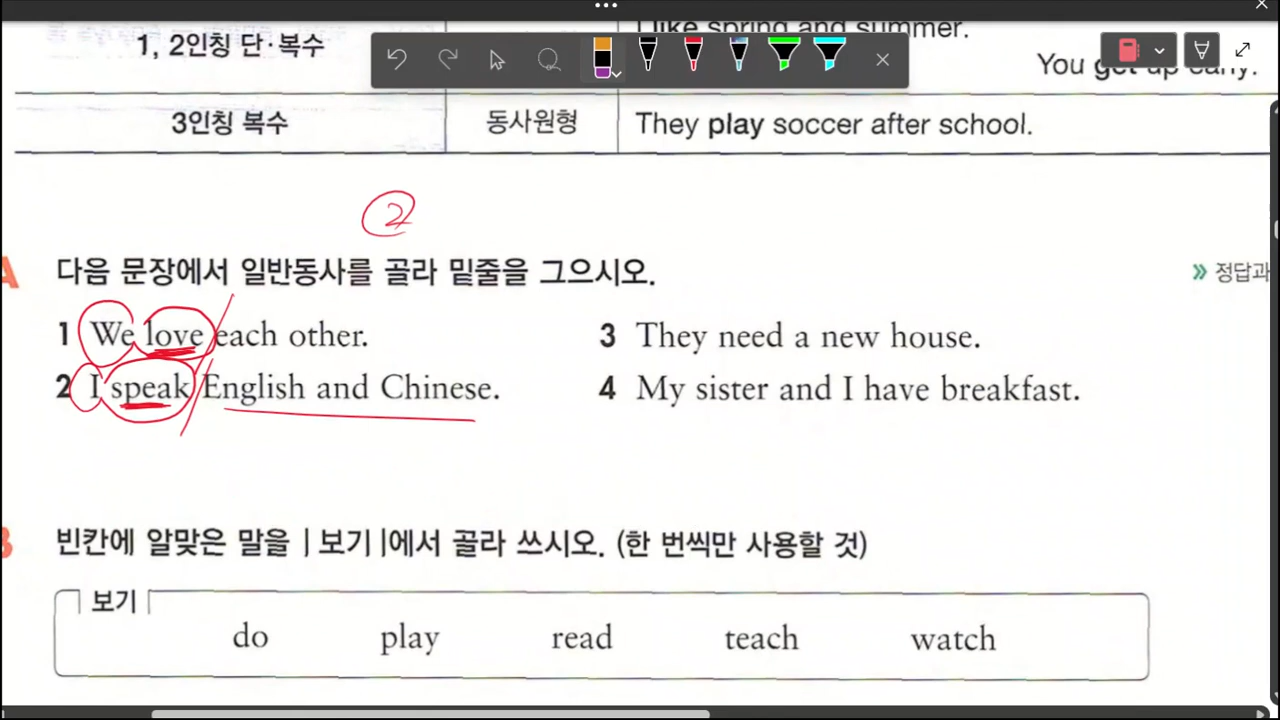 I like spring and summer.
1, 2인칭 단·복수
You get up early.
3인칭 복수
동사원형
They play soccer after school.
2
A 다음 문장에서 일반동사를 골라 밑줄을 그으시오.
» 정답과
1 We love each other.
3 They need a new house.
2 I speak English and Chinese.
4 My sister and I have breakfast.
B 빈칸에 알맞은 말을 | 보기 |에서 골라 쓰시오. (한 번씩만 사용할 것)
보기
do play read teach watch